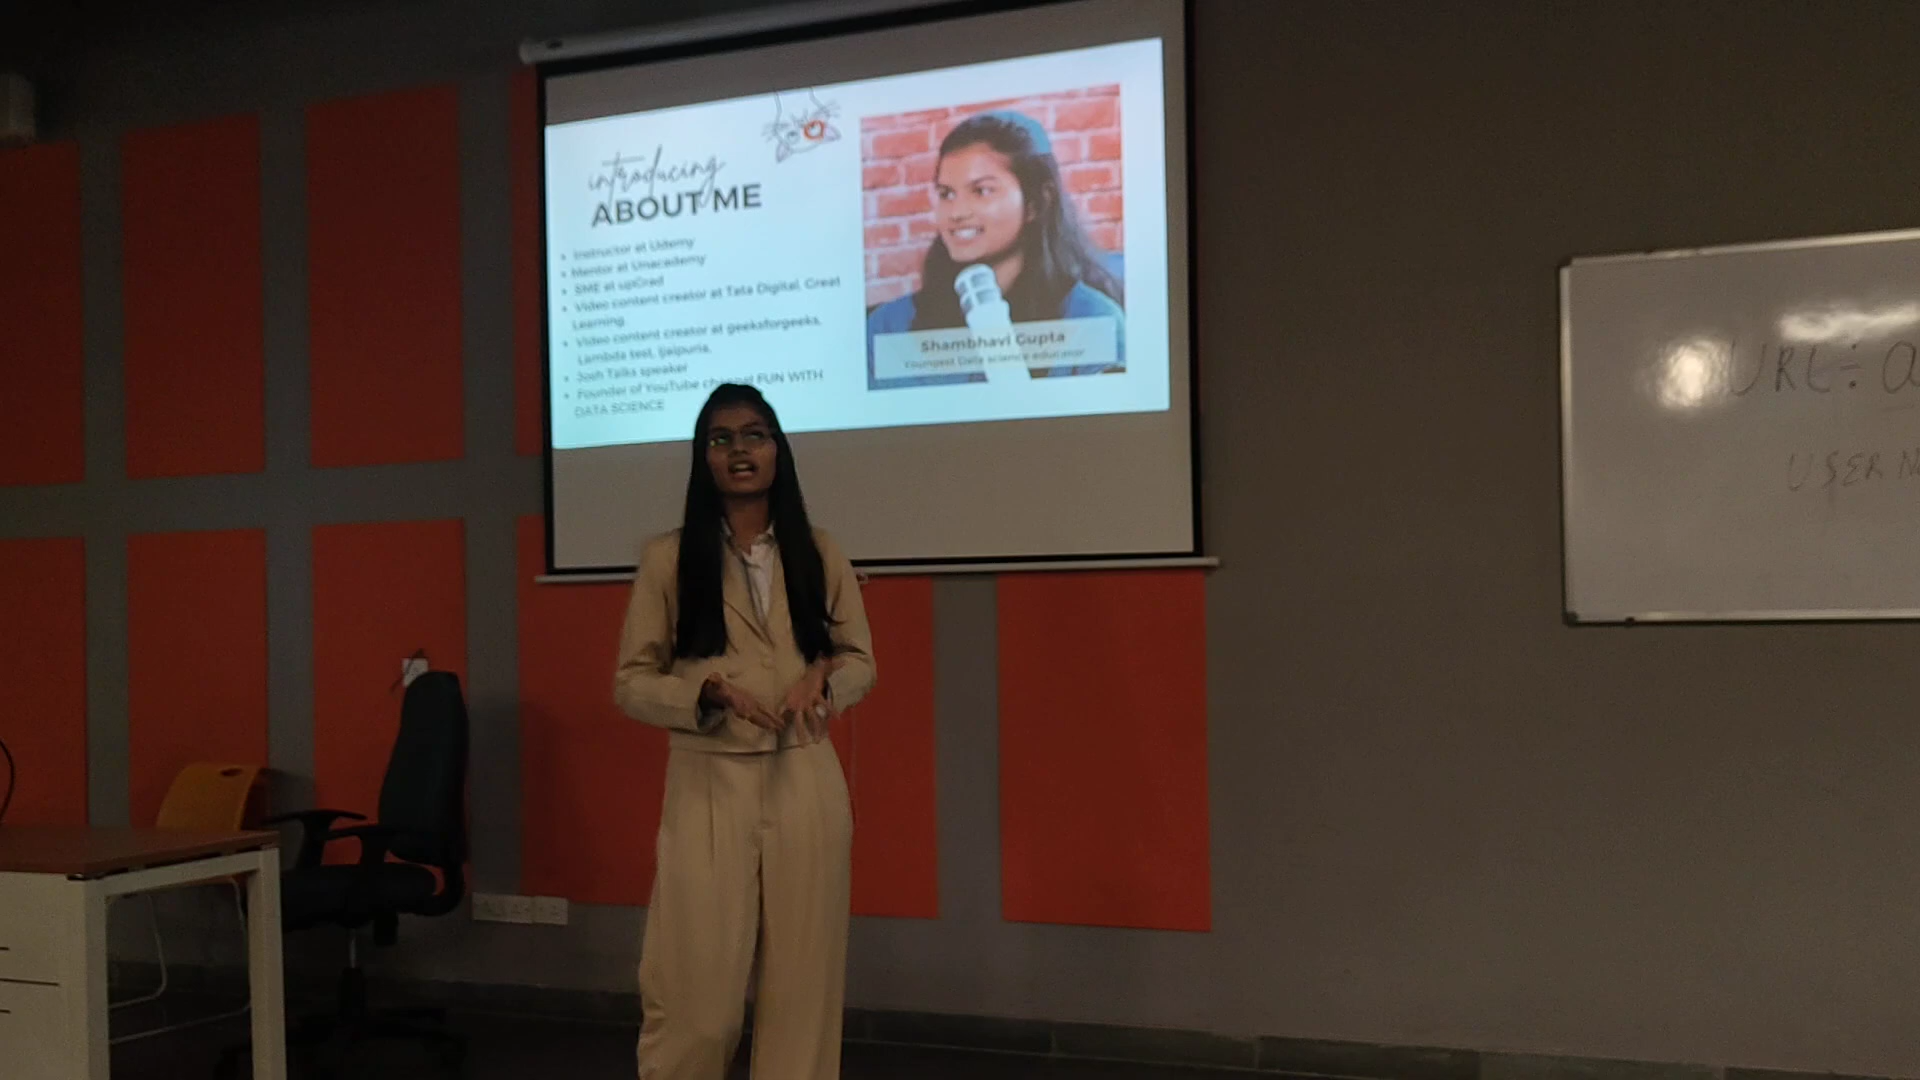 introducing
ABOUT ME
• Instructor at Udemy
• Mentor at Unacademy
• SME at upGrad
• Video content creator at Tata Digital, Great
Learning
• Video content creator at geeksforgeeks,
Lambda test, ijaipuria,
• Josh Talks speaker
• Founder of YouTube channel FUN WITH
DATA SCIENCE
Shambhavi Gupta
Youngest Data science educator
URL:
USER